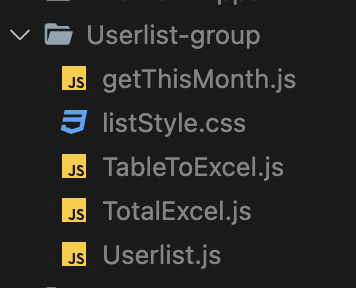 Userlist-group
JS getThisMonth.js
listStyle.css
JS TableToExcel.js
JS TotalExcel.js
JS Userlist.js